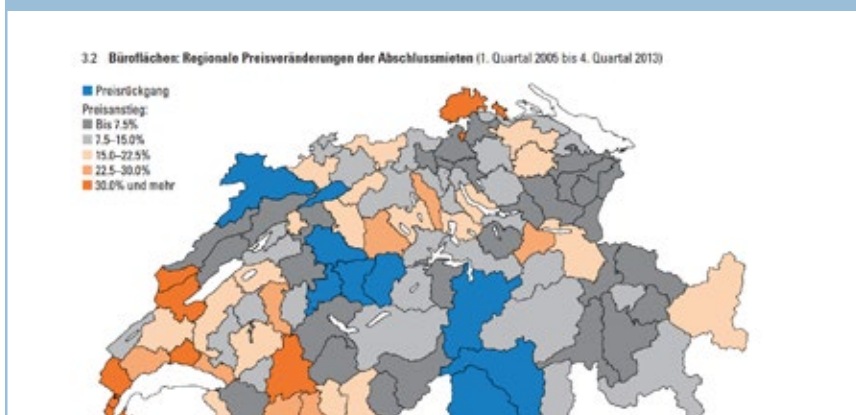 3.2 Büroflächen: Regionale Preisveränderungen der Abschlussmieten (1. Quartal 2005 bis 4. Quartal 2013)
Preisrückgang
Preisanstieg:
Bis 7.5%
7.5–15.0%
15.0–22.5%
22.5–30.0%
30.0% und mehr